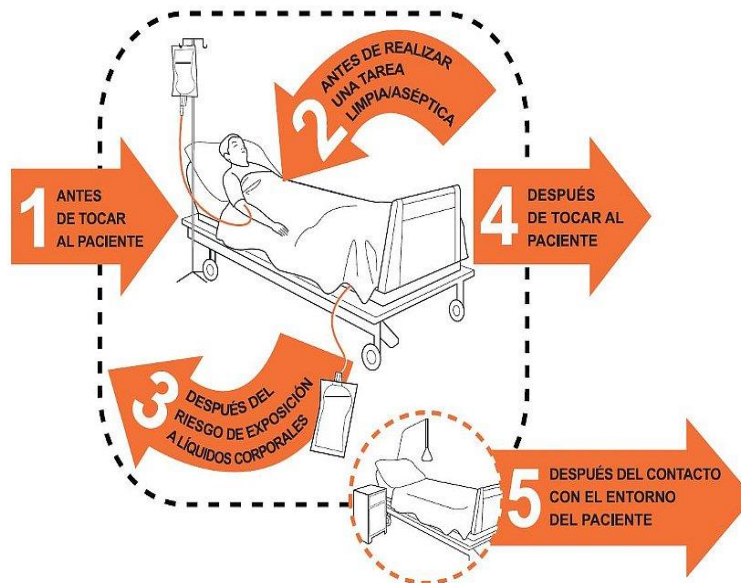 1
ANTES
DE TOCAR
AL PACIENTE
2
ANTES DE REALIZAR
UNA TAREA
LIMPIA/ASÉPTICA
3
DESPUÉS DEL
RIESGO DE EXPOSICIÓN
A LÍQUIDOS CORPORALES
4
DESPUÉS
DE TOCAR AL
PACIENTE
5
DESPUÉS DEL CONTACTO
CON EL ENTORNO
DEL PACIENTE